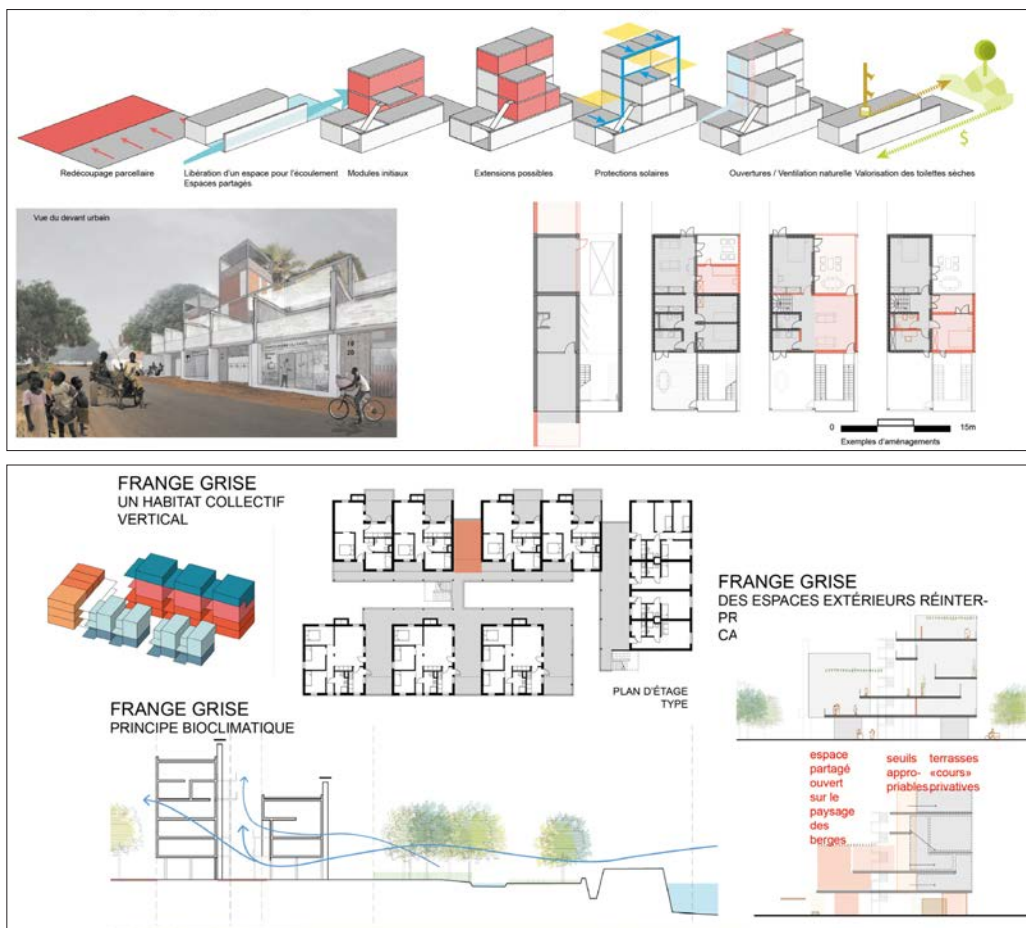 Redécoupage parcellaire
Libération d'un espace pour l'écoulement
Espaces partagés
Modules initiaux
Extensions possibles
Protections solaires
Ouvertures / Ventilation naturelle
Valorisation des toilettes sèches
$
Vue du devant urbain
0
15m
Exemples d'aménagements
FRANGE GRISE
UN HABITAT COLLECTIF
VERTICAL
PLAN D'ÉTAGE
TYPE
FRANGE GRISE
DES ESPACES EXTÉRIEURS RÉINTER-
PR
CA
FRANGE GRISE
PRINCIPE BIOCLIMATIQUE
espace
partagé
ouvert
sur le
paysage
des
berges
seuils
appro-
priables
terrasses
«cours»
privatives